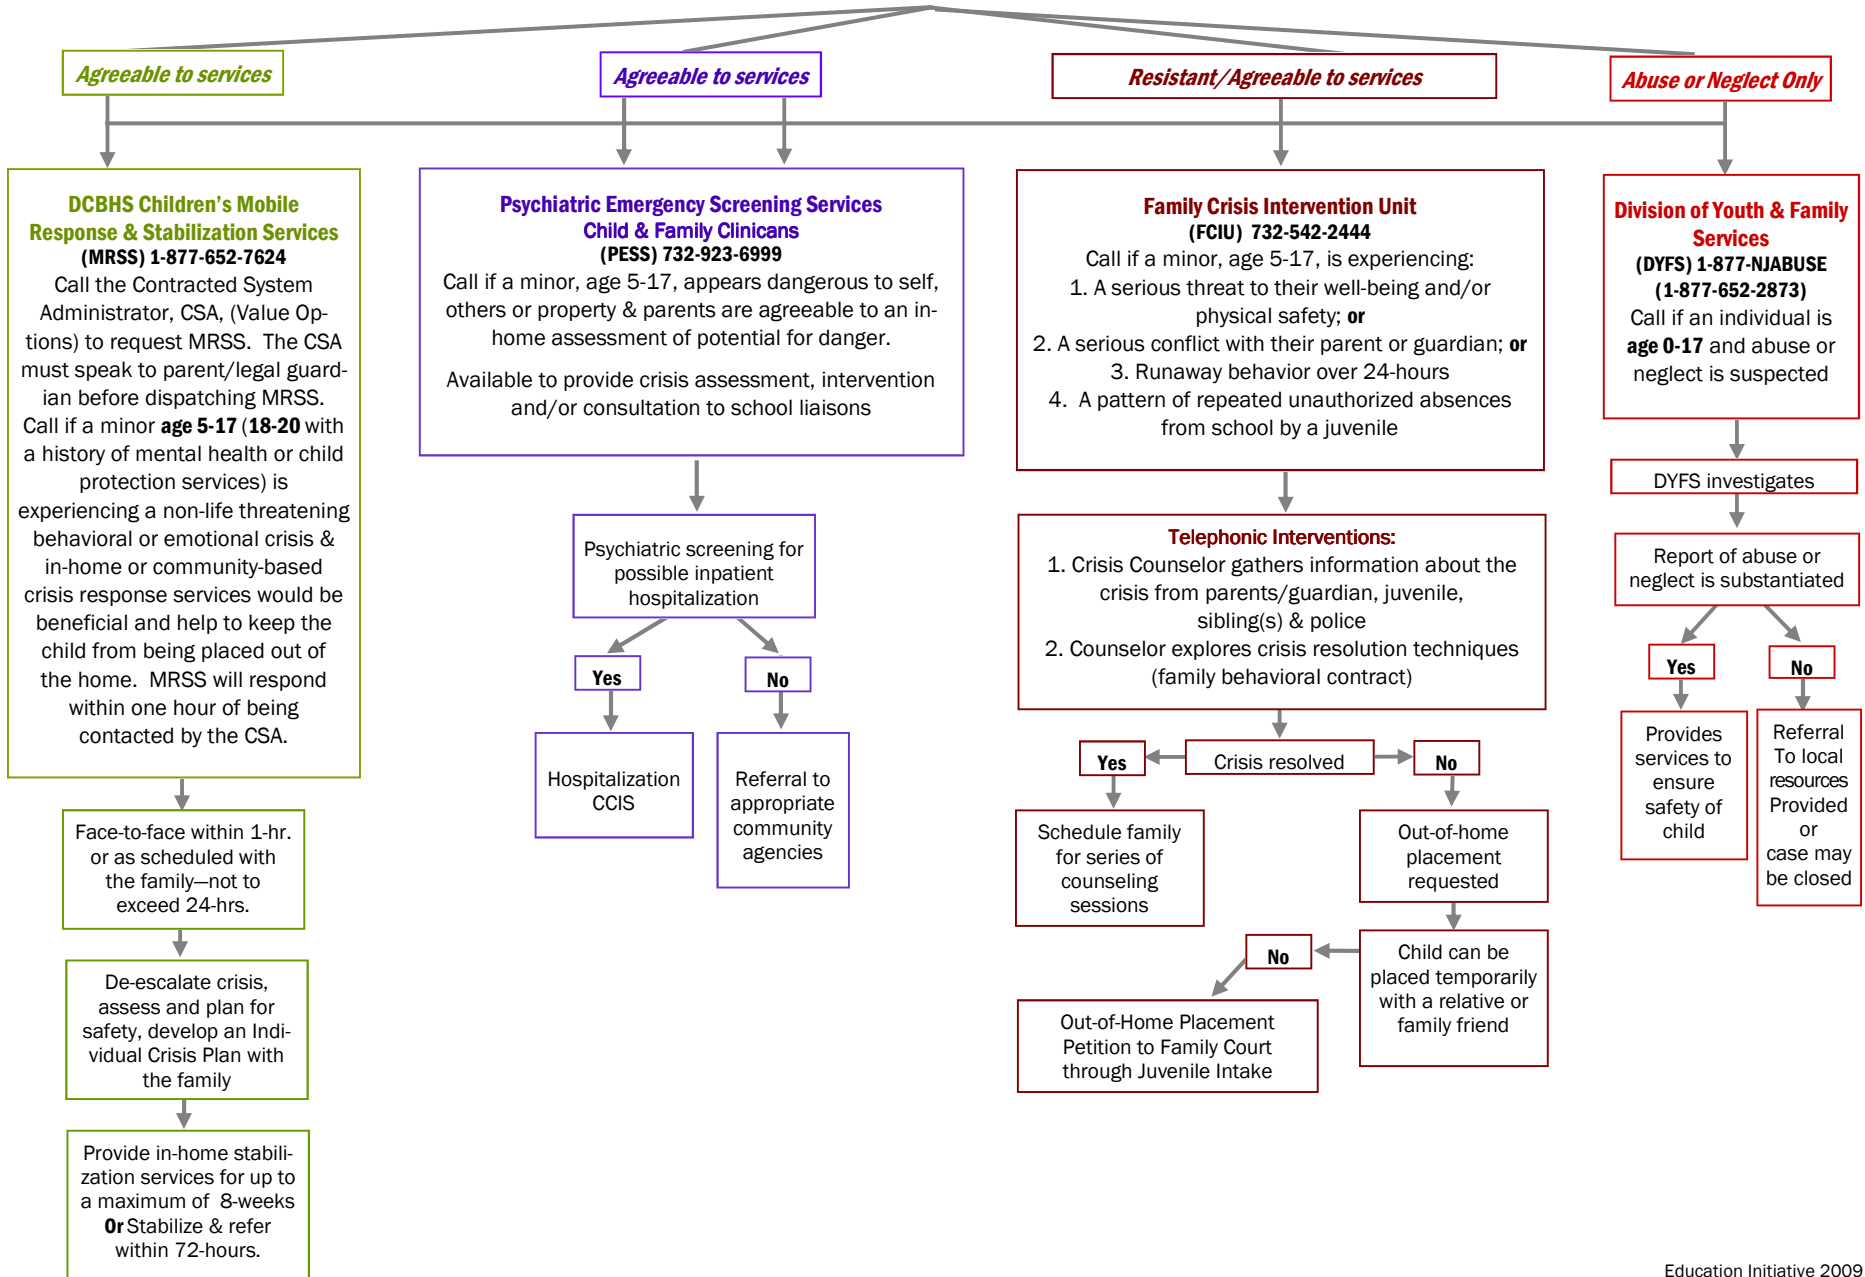 Agreeable to services
Agreeable to services
Resistant/Agreeable to services
Abuse or Neglect Only
DCBHS Children's Mobile
Response & Stabilization Services
(MRSS) 1-877-652-7624
Call the Contracted System
Administrator, CSA, (Value Op-
tions) to request MRSS.  The CSA
must speak to parent/legal guard-
ian before dispatching MRSS.
Call if a minor age 5-17 (18-20 with
a history of mental health or child
protection services) is
experiencing a non-life threatening
behavioral or emotional crisis &
in-home or community-based
crisis response services would be
beneficial and help to keep the
child from being placed out of
the home.  MRSS will respond
within one hour of being
contacted by the CSA.
Face-to-face within 1-hr.
or as scheduled with
the family—not to
exceed 24-hrs.
De-escalate crisis,
assess and plan for
safety, develop an Indi-
vidual Crisis Plan with
the family
Provide in-home stabili-
zation services for up to
a maximum of  8-weeks
Or Stabilize & refer
within 72-hours.
Psychiatric Emergency Screening Services
Child & Family Clinicans
(PESS) 732-923-6999
Call if a minor, age 5-17, appears dangerous to self,
others or property & parents are agreeable to an in-
home assessment of potential for danger.
Available to provide crisis assessment, intervention
and/or consultation to school liaisons
Psychiatric screening for
possible inpatient
hospitalization
Yes
No
Hospitalization
CCIS
Referral to
appropriate
community
agencies
Family Crisis Intervention Unit
(FCIU)  732-542-2444
Call if a minor, age 5-17, is experiencing:
1. A serious threat to their well-being and/or
physical safety; or
2. A serious conflict with their parent or guardian; or
3. Runaway behavior over 24-hours
4.  A pattern of repeated unauthorized absences
from school by a juvenile
Telephonic Interventions:
1. Crisis Counselor gathers information about the
crisis from parents/guardian, juvenile,
sibling(s) & police
2. Counselor explores crisis resolution techniques
(family behavioral contract)
Yes
Crisis resolved
No
Schedule family
for series of
counseling
sessions
Out-of-home
placement
requested
No
Child can be
placed temporarily
with a relative or
family friend
Out-of-Home Placement
Petition to Family Court
through Juvenile Intake
Division of Youth & Family
Services
(DYFS) 1-877-NJABUSE
(1-877-652-2873)
Call if an individual is
age 0-17 and abuse or
neglect is suspected
DYFS investigates
Report of abuse or
neglect is substantiated
Yes
No
Provides
services to
ensure
safety of
child
Referral
To local
resources
Provided
or
case may
be closed
Education Initiative 2009